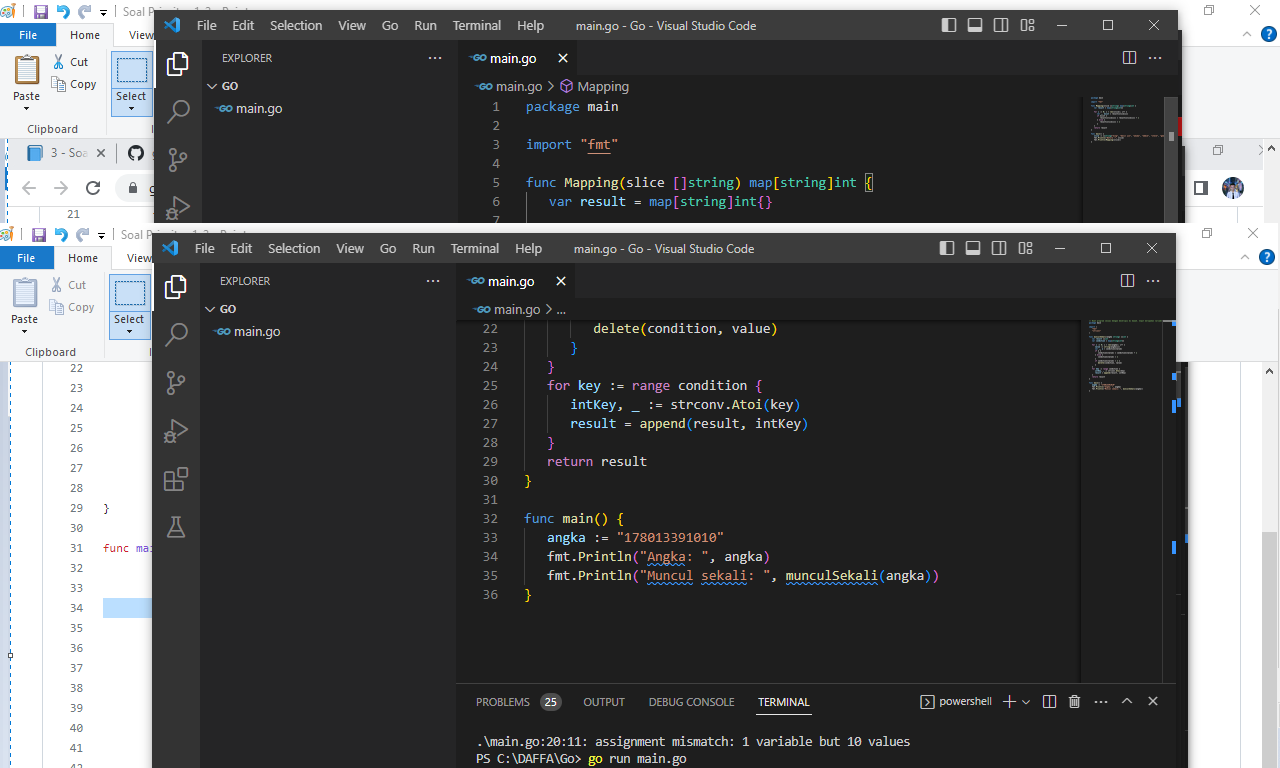 Soal Priority 1-2 - Paint
File Home View
Paste
Cut
Copy
Select
Clipboard
3 - Soa
21
File Edit Selection View Go Run Terminal Help main.go - Go - Visual Studio Code
EXPLORER
GO
main.go
main.go
main.go > Mapping
1 package main
2
3 import "fmt"
4
5 func Mapping(slice []string) map[string]int {
6 var result = map[string]int{}
7
File Home View
Paste
Cut
Copy
Select
Clipboard
22
23
24
25
26
27
28
29 }
30
31 func mai
32
33
34
35
36
37
38
39
40
41
42
File Edit Selection View Go Run Terminal Help main.go - Go - Visual Studio Code
EXPLORER
GO
main.go
main.go
main.go > ...
22 delete(condition, value)
23 }
24 }
25 for key := range condition {
26 intKey, _ := strconv.Atoi(key)
27 result = append(result, intKey)
28 }
29 return result
30 }
31
32 func main() {
33 angka := "178013391010"
34 fmt.Println("Angka: ", angka)
35 fmt.Println("Muncul sekali: ", munculSekali(angka))
36 }
PROBLEMS 25 OUTPUT DEBUG CONSOLE TERMINAL powershell
.\main.go:20:11: assignment mismatch: 1 variable but 10 values
PS C:\DAFFA\Go> go run main.go